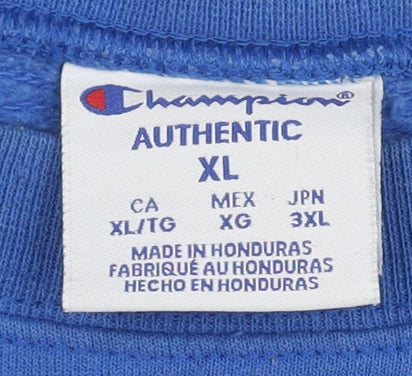 Champion®
AUTHENTIC
XL
CA MEX JPN
XL/TG XG 3XL
MADE IN HONDURAS
FABRIQUÉ AU HONDURAS
HECHO EN HONDURAS